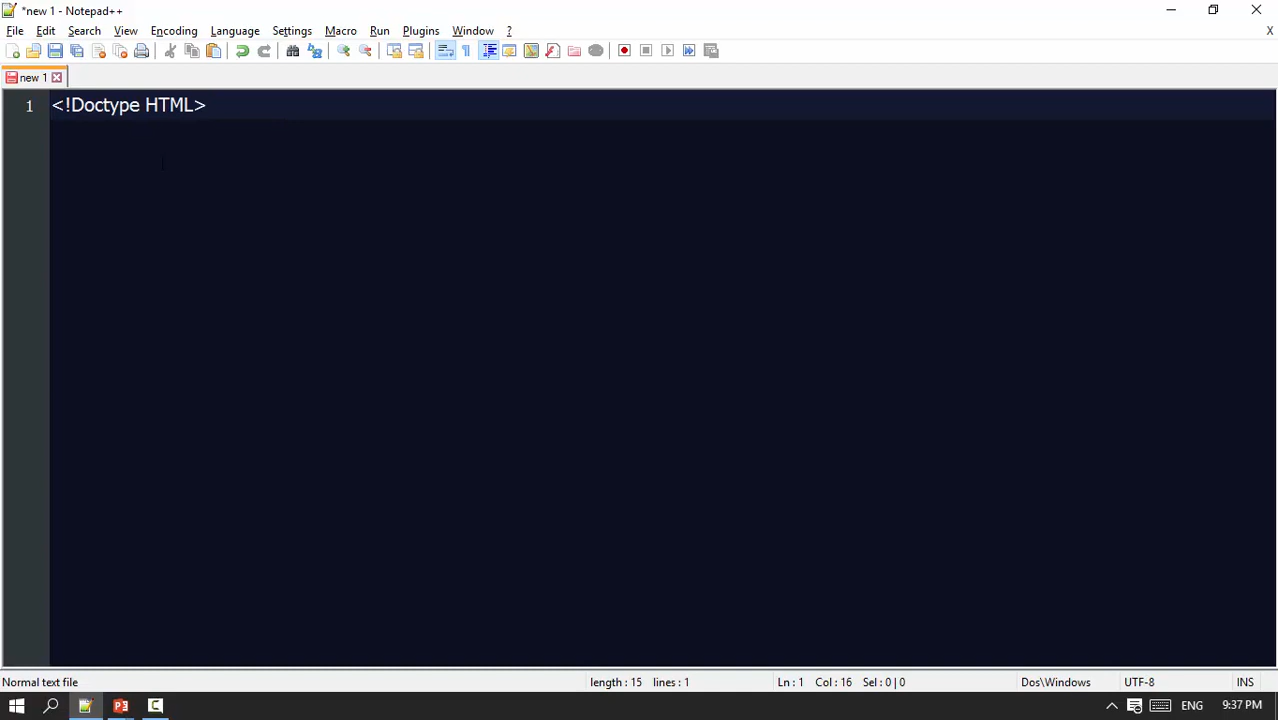 *new 1 - Notepad++
File Edit Search View Encoding Language Settings Macro Run Plugins Window ? X
new 1
1 <!Doctype HTML>
Normal text file length : 15 lines : 1 Ln : 1 Col : 16 Sel : 0 | 0 Dos\Windows UTF-8 INS
ENG 9:37 PM